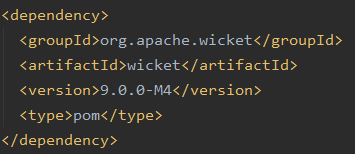 <dependency>
  <groupId>org.apache.wicket</groupId>
  <artifactId>wicket</artifactId>
  <version>9.0.0-M4</version>
  <type>pom</type>
</dependency>